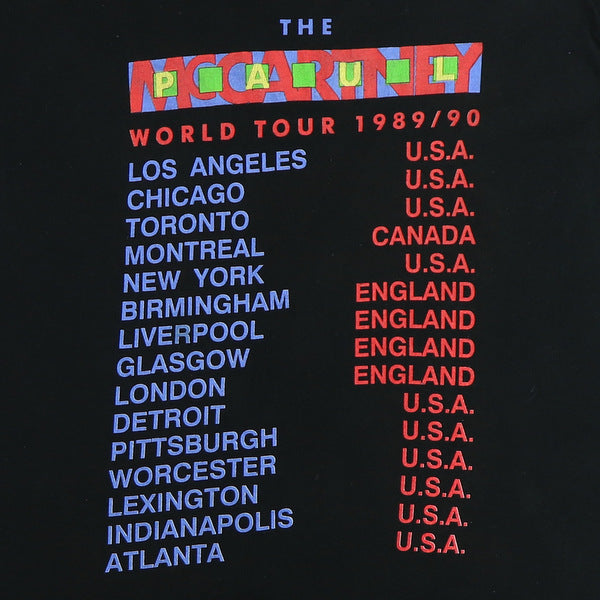 THE
PAUL
McCARTNEY
WORLD TOUR 1989/90
LOS ANGELES U.S.A.
CHICAGO U.S.A.
TORONTO U.S.A.
MONTREAL CANADA
NEW YORK U.S.A.
BIRMINGHAM ENGLAND
LIVERPOOL ENGLAND
GLASGOW ENGLAND
LONDON ENGLAND
DETROIT U.S.A.
PITTSBURGH U.S.A.
WORCESTER U.S.A.
LEXINGTON U.S.A.
INDIANAPOLIS U.S.A.
ATLANTA U.S.A.